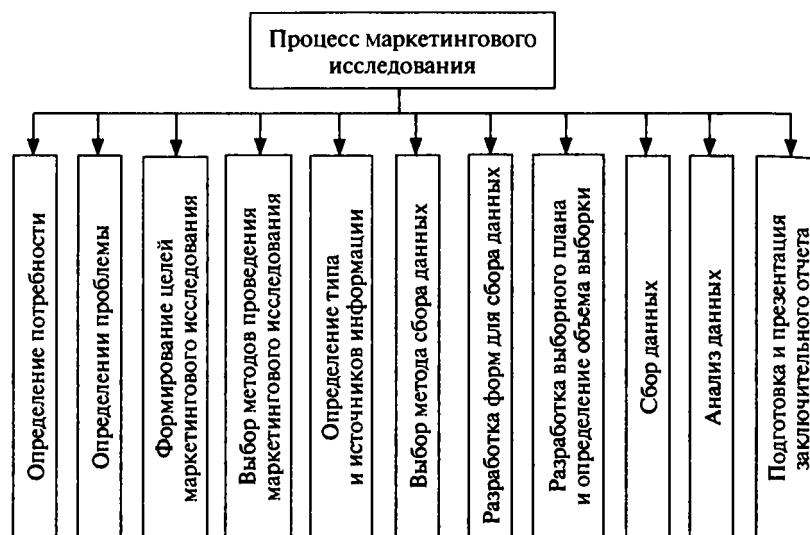 Процесс маркетингового
исследования
Определение потребности
Определении проблемы
Формирование целей
маркетингового исследования
Выбор методов проведения
маркетингового исследования
Определение типа
и источников информации
Выбор метода сбора данных
Разработка форм для сбора данных
Разработка выборного плана
и определение объема выборки
Сбор данных
Анализ данных
Подготовка и презентация
заключительного отчета